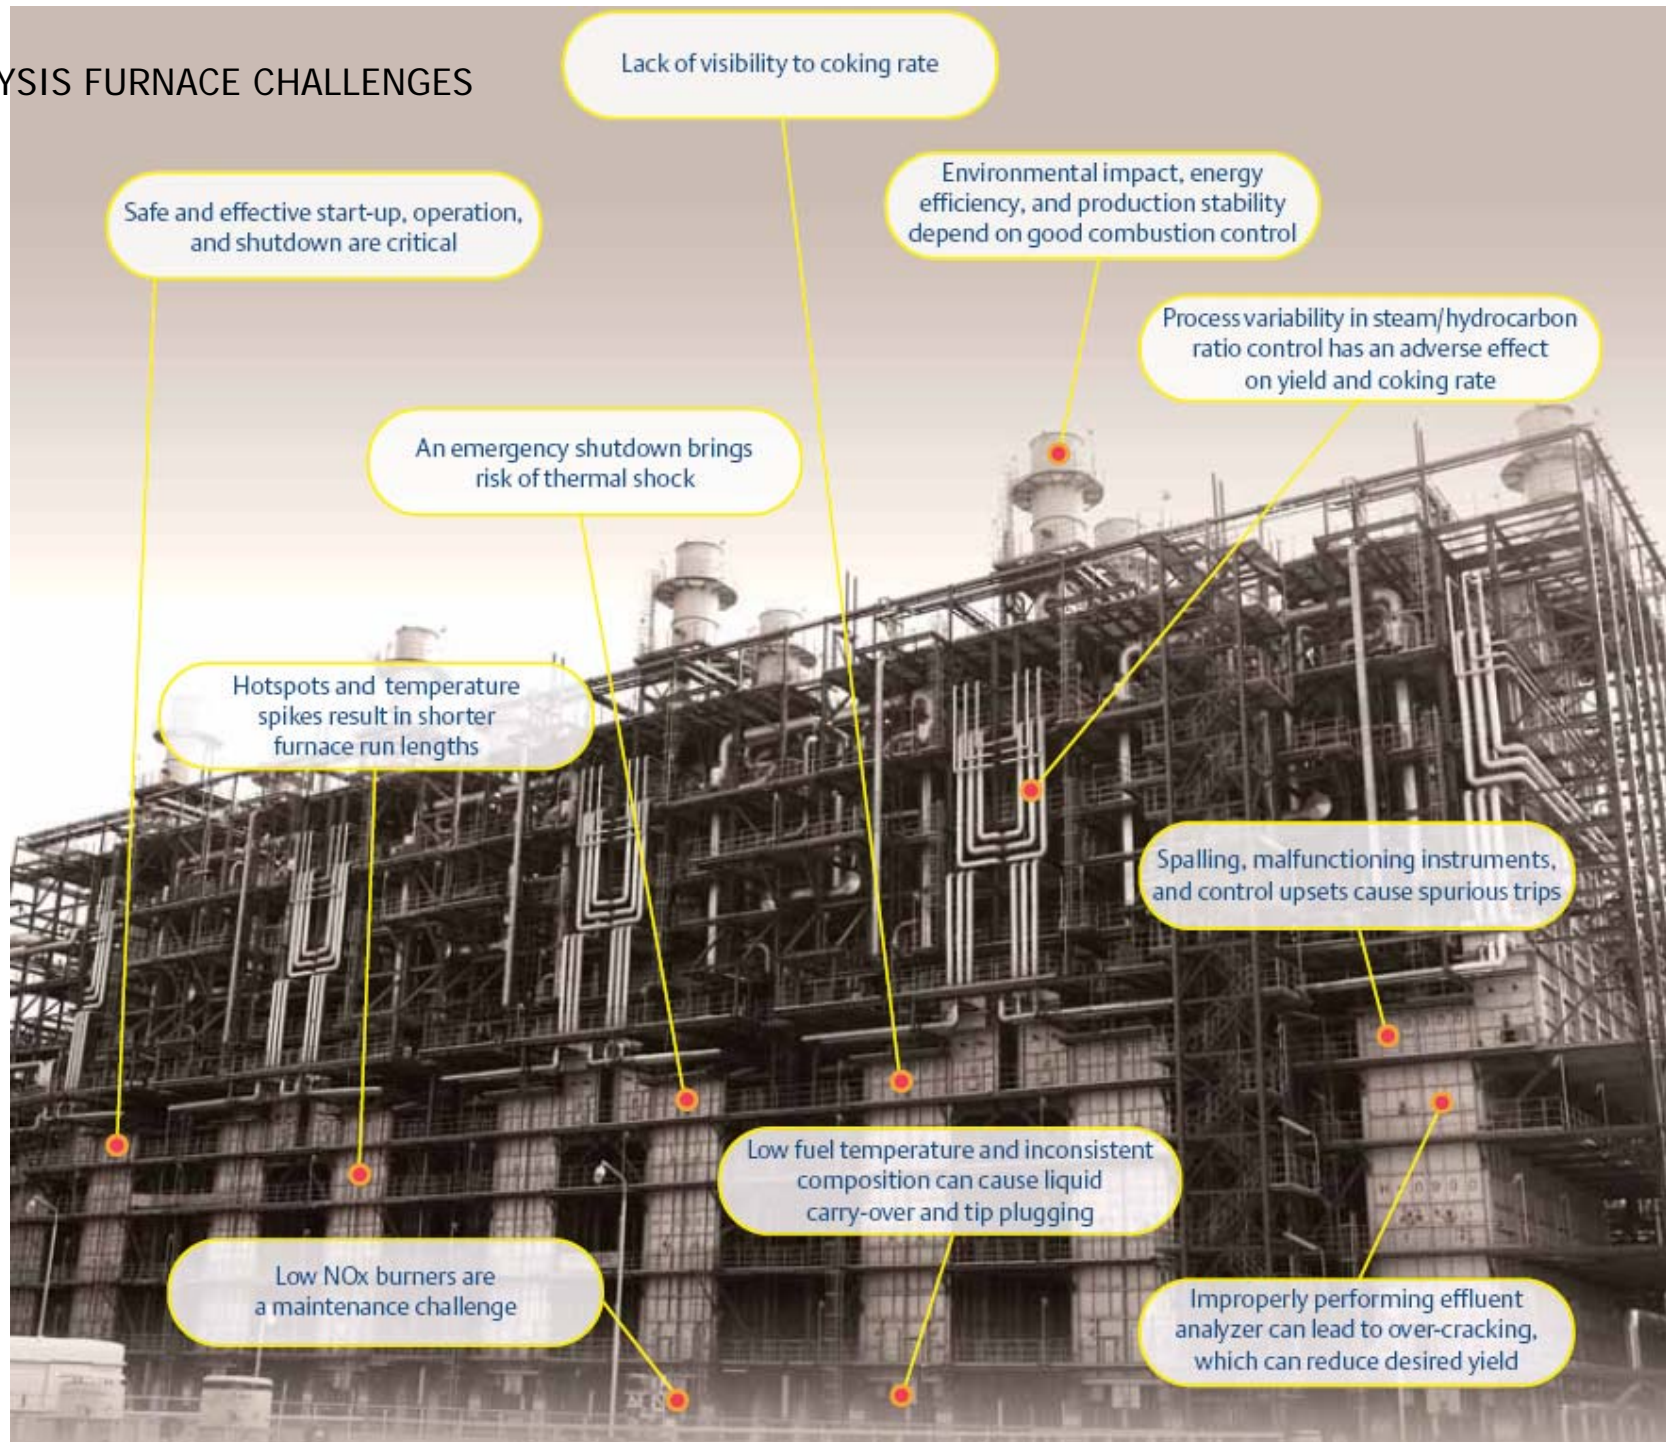 YSIS FURNACE CHALLENGES
Lack of visibility to coking rate
Environmental impact, energy
efficiency, and production stability
depend on good combustion control
Safe and effective start-up, operation,
and shutdown are critical
Process variability in steam/hydrocarbon
ratio control has an adverse effect
on yield and coking rate
An emergency shutdown brings
risk of thermal shock
Hotspots and temperature
spikes result in shorter
furnace run lengths
Spalling, malfunctioning instruments,
and control upsets cause spurious trips
Low fuel temperature and inconsistent
composition can cause liquid
carry-over and tip plugging
Low NOx burners are
a maintenance challenge
Improperly performing effluent
analyzer can lead to over-cracking,
which can reduce desired yield